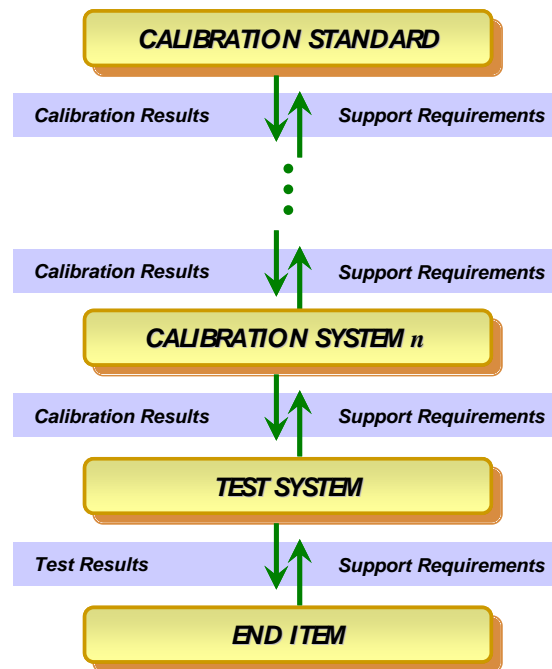 CALIBRATION STANDARD
Calibration Results Support Requirements
Calibration Results Support Requirements
CALIBRATION SYSTEM n
Calibration Results Support Requirements
TEST SYSTEM
Test Results Support Requirements
END ITEM